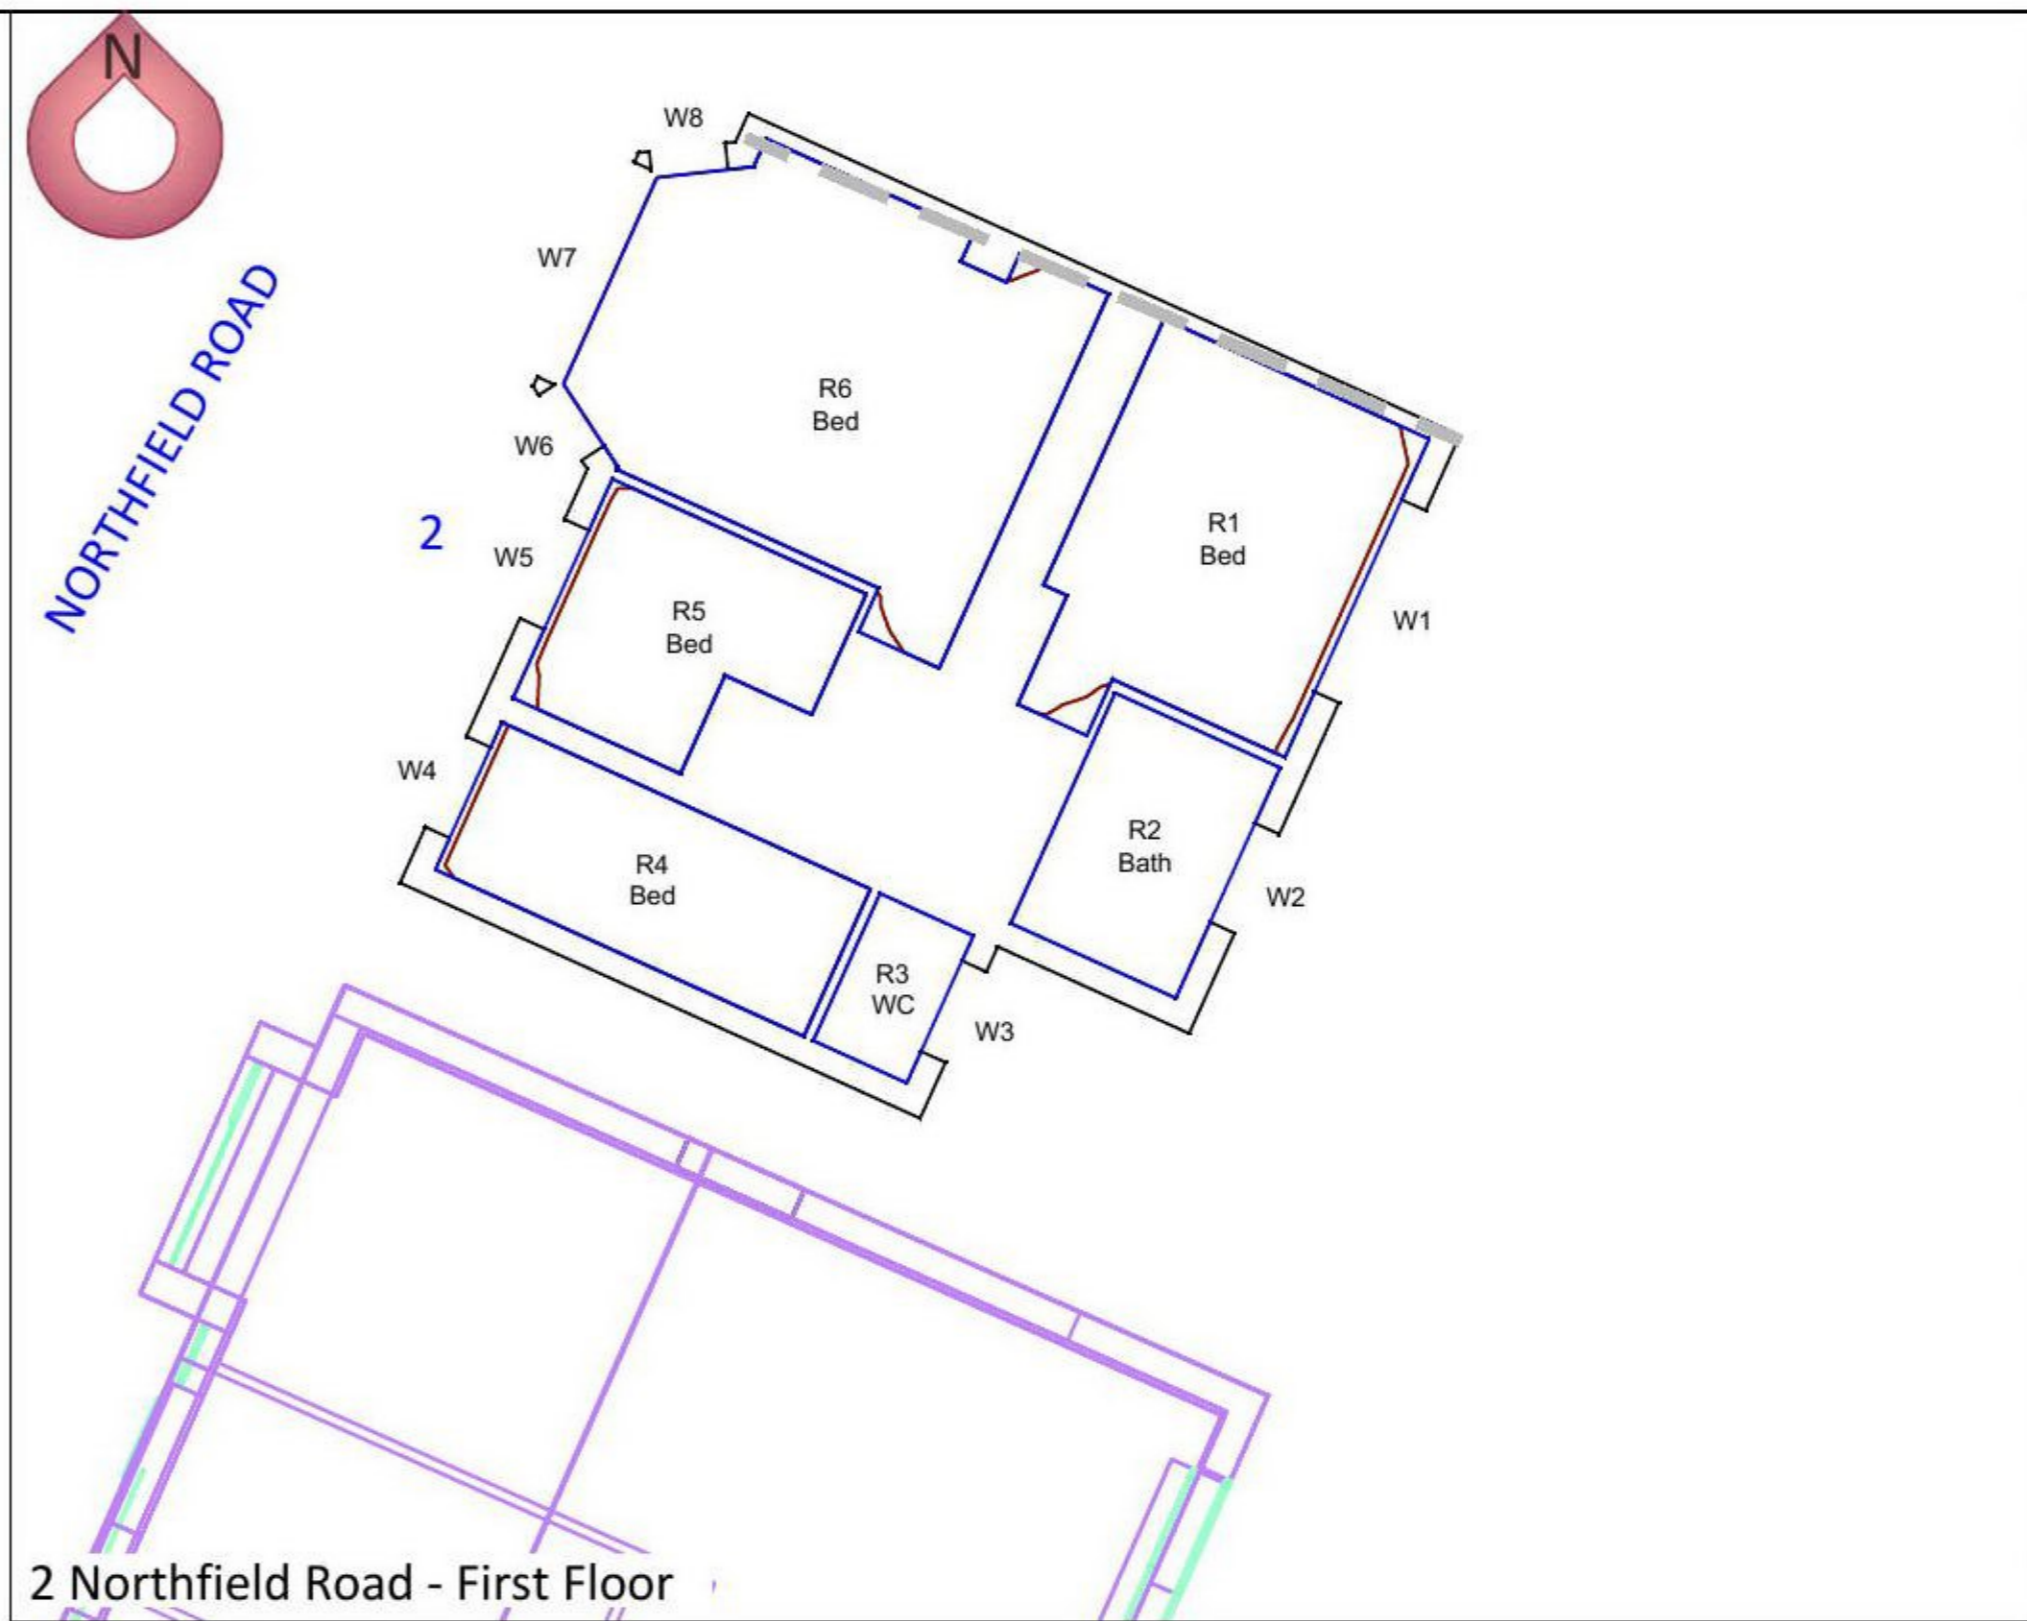 N
W8
W7
NORTHFIELD ROAD
R6
Bed
W6
2
W5
R1
Bed
R5
Bed
W1
W4
R4
Bed
R2
Bath
W2
R3
WC
W3
2 Northfield Road - First Floor